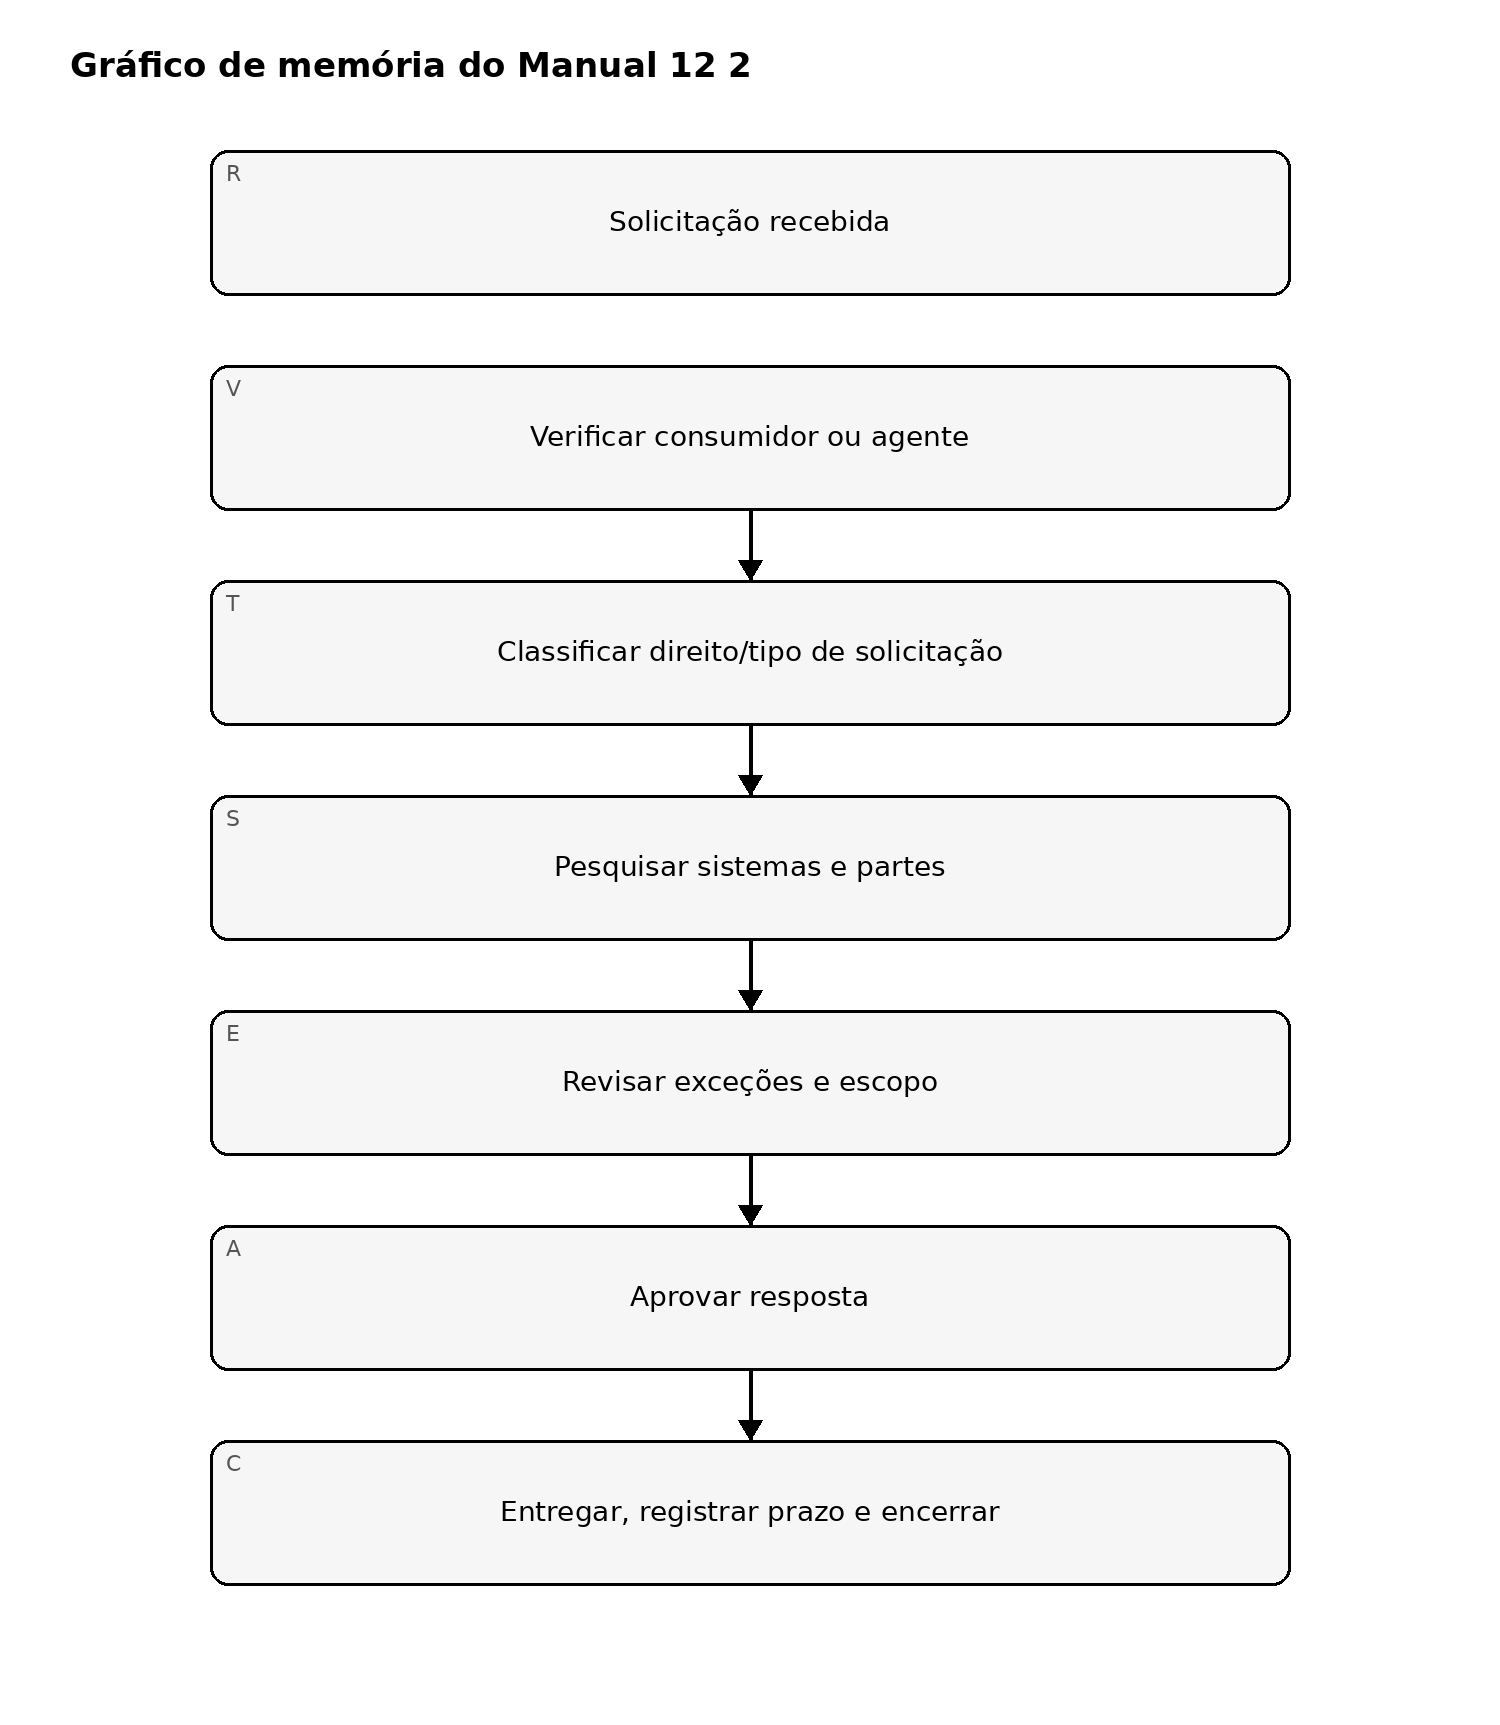 Gráfico de memória do Manual 12 2
R
Solicitação recebida
V
Verificar consumidor ou agente
T
Classificar direito/tipo de solicitação
S
Pesquisar sistemas e partes
E
Revisar exceções e escopo
A
Aprovar resposta
C
Entregar, registrar prazo e encerrar